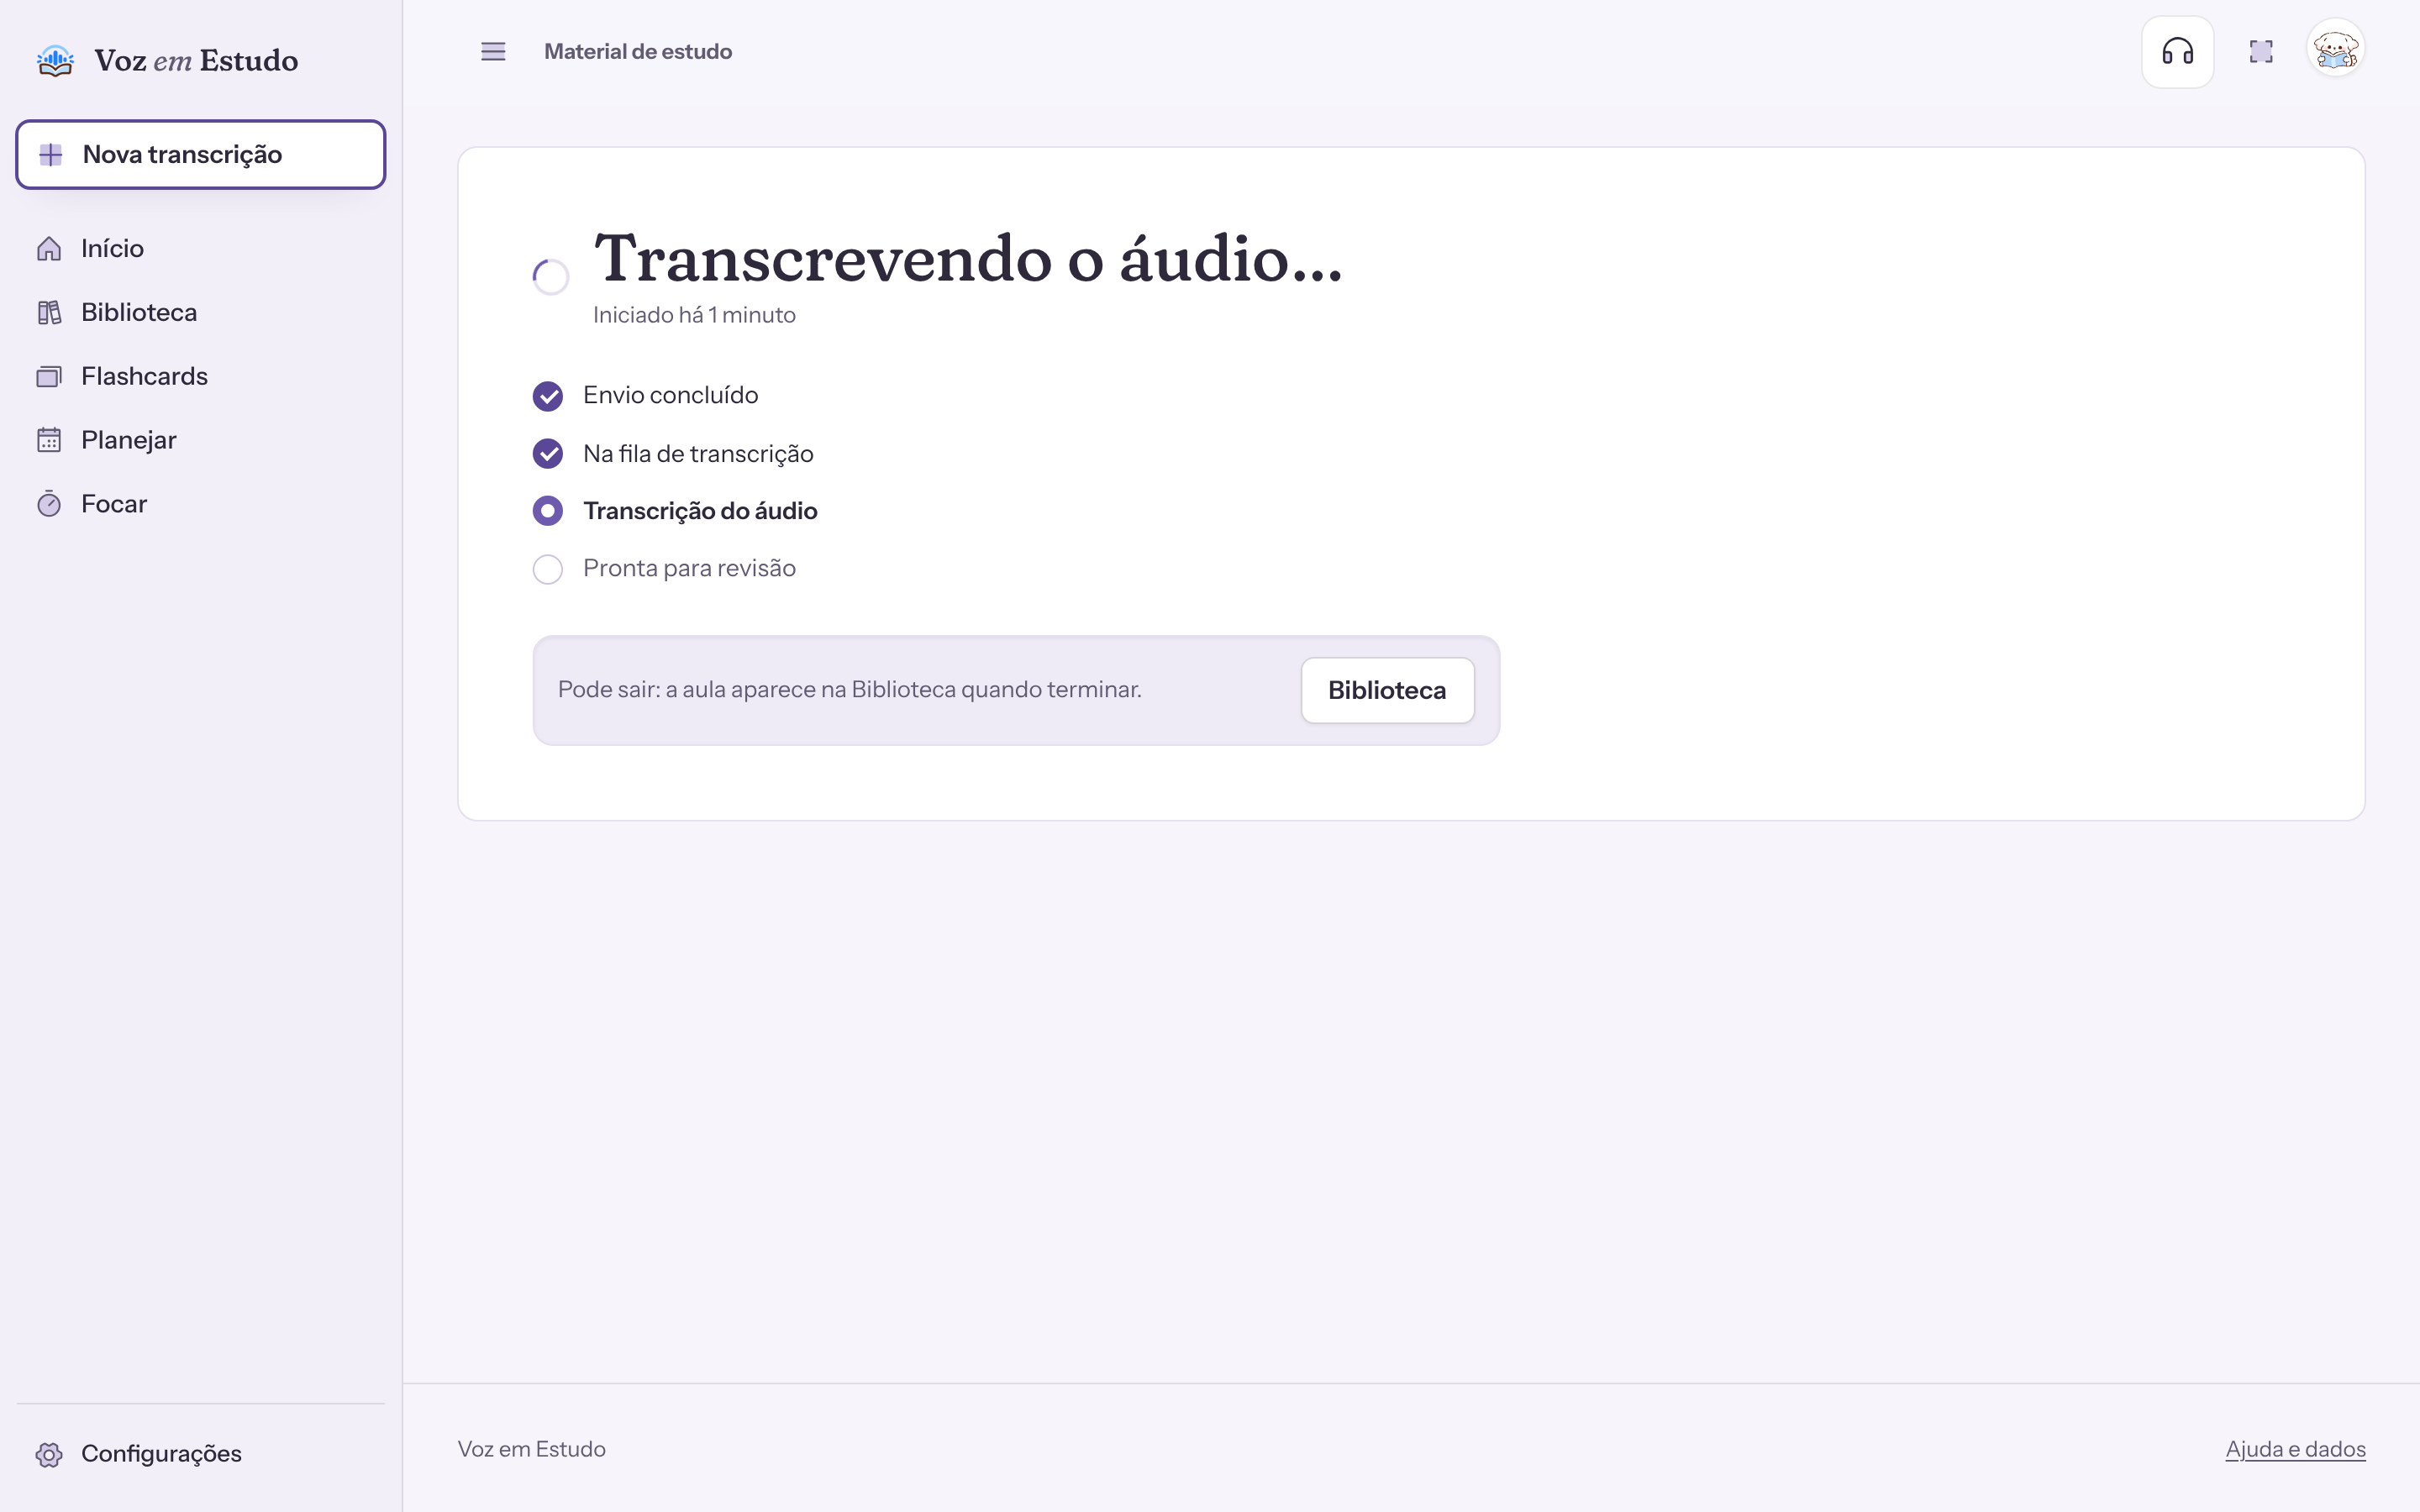 Voz em Estudo
Nova transcrição
Início
Biblioteca
Flashcards
Planejar
Focar
Configurações
Material de estudo
Transcrevendo o áudio...
Iniciado há 1 minuto
Envio concluído
Na fila de transcrição
Transcrição do áudio
Pronta para revisão
Pode sair: a aula aparece na Biblioteca quando terminar.
Biblioteca
Voz em Estudo
Ajuda e dados